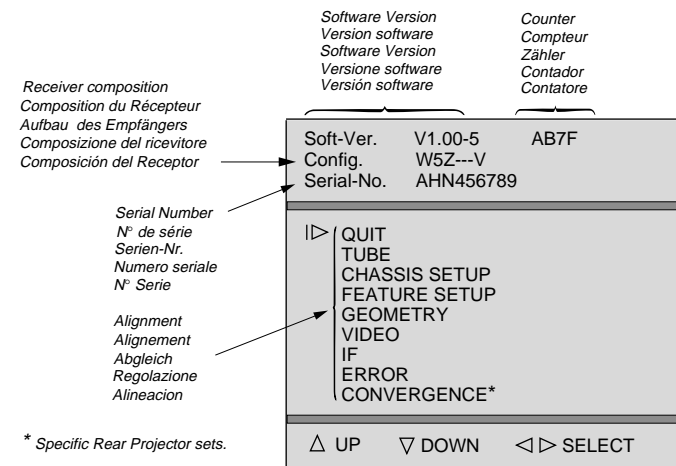 Software Version
Version software
Software Version
Versione software
Versión software
Counter
Compteur
Zähler
Contador
Contatore
Receiver composition
Composition du Récepteur
Aufbau des Empfängers
Composizione del ricevitore
Composición del Receptor
Soft-Ver. V1.00-5 AB7F
Config. W5Z---V
Serial-No. AHN456789
Serial Number
N° de série
Serien-Nr.
Numero seriale
N° Serie
Alignment
Alignement
Abgleich
Regolazione
Alineacion
QUIT
TUBE
CHASSIS SETUP
FEATURE SETUP
GEOMETRY
VIDEO
IF
ERROR
CONVERGENCE*
* Specific Rear Projector sets.
△ UP ▽ DOWN ◁ ▷ SELECT